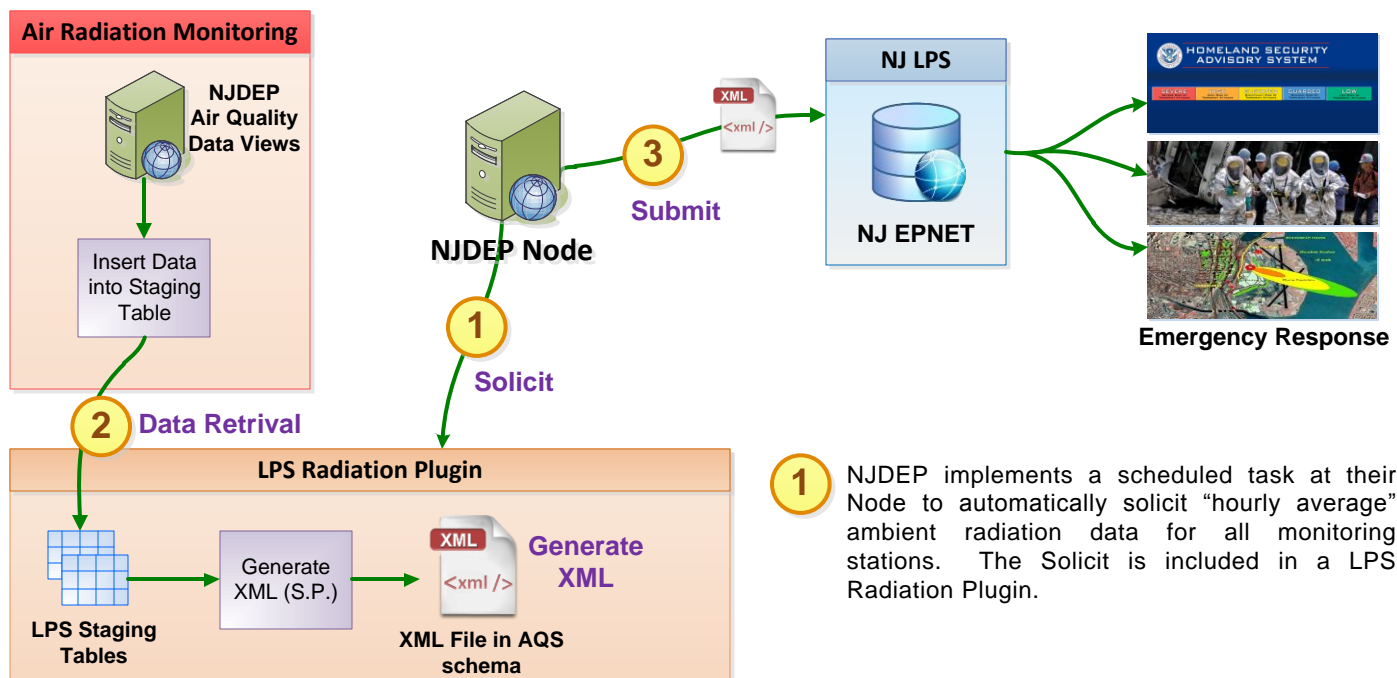 Air Radiation Monitoring
NJDEP
Air Quality
Data Views
Insert Data
into Staging
Table
2
Data Retrival
NJDEP Node
1
Solicit
3
Submit
XML
<xml />
NJ LPS
NJ EPNET
HOMELAND SECURITY
ADVISORY SYSTEM
SEVERE
GUARDED
LOW
Emergency Response
LPS Radiation Plugin
LPS Staging
Tables
Generate
XML (S.P.)
XML
<xml />
XML File in AQS
schema
Generate
XML
1
NJDEP implements a scheduled task at their
Node to automatically solicit “hourly average”
ambient radiation data for all monitoring
stations. The Solicit is included in a LPS
Radiation Plugin.